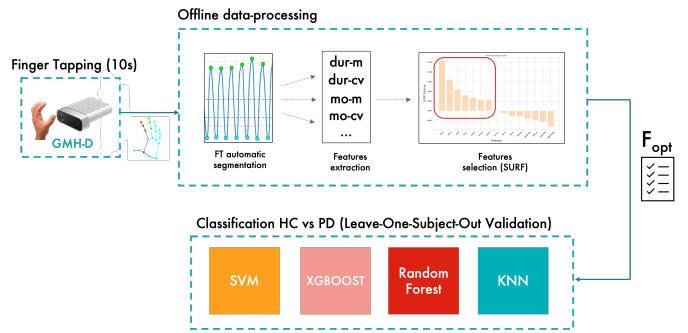 Offline data-processing
Finger Tapping (10s)
GMH-D
dur-m
dur-cv
mo-m
mo-cv
...
FT automatic
segmentation
Features
extraction
Features
selection (SURF)
Fopt
Classification HC vs PD (Leave-One-Subject-Out Validation)
SVM
XGBOOST
Random
Forest
KNN